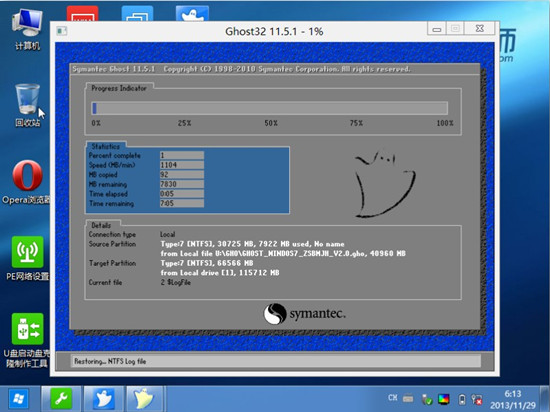 Ghost32 11.5.1 - 1%
师
计算机
回收站
Opera浏览器
PE网络设置
U盘启动盘克
隆制作工具
Symantec Ghost 11.5.1 Copyright (C) 1998-2010 Symantec Corporation. All rights reserved.
Progress Indicator
0% 25% 50% 75% 100%
Statistics
Percent complete 1
Speed (MB/min) 1104
MB copied 92
MB remaining 7830
Time elapsed 0:05
Time remaining 7:05
Details
Connection type Local
Source Partition Type:7 [NTFS], 30725 MB, 7922 MB used, No name
from Local file U:\GHO\GHOST_WINDOS7_ZSBMJH_V2.0.gho, 40960 MB
Target Partition Type:7 [NTFS], 66566 MB
from Local drive [1], 115712 MB
Current file 2 $LogFile
symantec.
Restoring... NTFS Log file
CH
6:13
2013/11/29